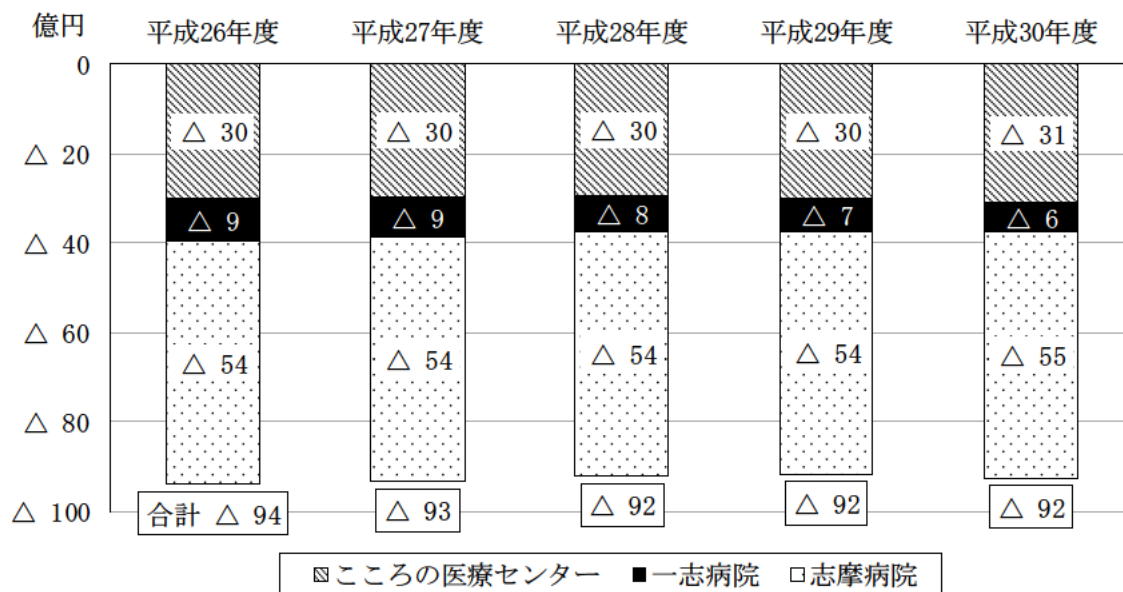 億円
平成26年度 平成27年度 平成28年度 平成29年度 平成30年度
0
△ 30 △ 30 △ 30 △ 30 △ 31
△ 20
△ 9 △ 9 △ 8 △ 7 △ 6
△ 40
△ 60
△ 54 △ 54 △ 54 △ 54 △ 55
△ 80
△ 100
合計 △ 94 △ 93 △ 92 △ 92 △ 92
こころの医療センター 一志病院 志摩病院